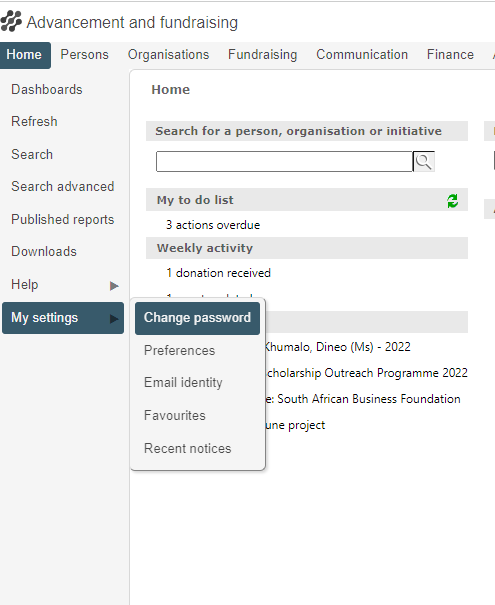 Advancement and fundraising
Home Persons Organisations Fundraising Communication Finance
Dashboards
Refresh
Search
Search advanced
Published reports
Downloads
Help
My settings
Change password
Preferences
Email identity
Favourites
Recent notices
Home
Search for a person, organisation or initiative
My to do list
3 actions overdue
Weekly activity
1 donation received
Khumalo, Dineo (Ms) - 2022
cholarship Outreach Programme 2022
e: South African Business Foundation
une project